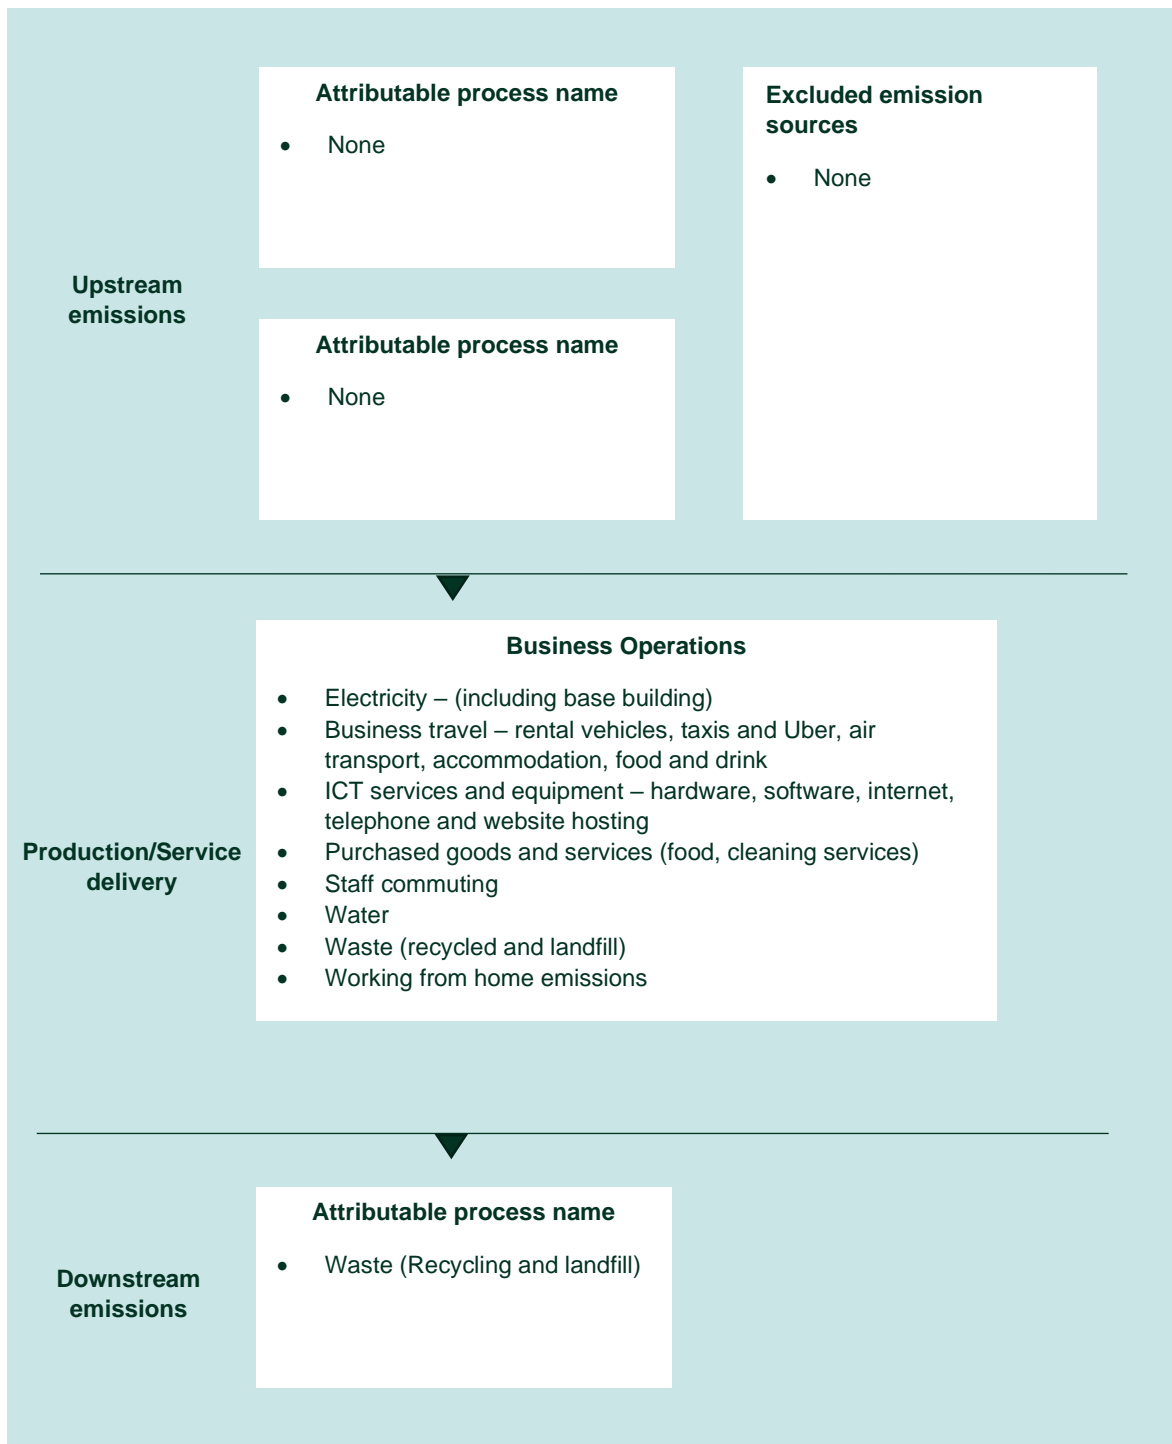 Upstream
emissions
Attributable process name
• None
Attributable process name
• None
Excluded emission
sources
• None
Production/Service
delivery
Business Operations
• Electricity – (including base building)
• Business travel – rental vehicles, taxis and Uber, air
transport, accommodation, food and drink
• ICT services and equipment – hardware, software, internet,
telephone and website hosting
• Purchased goods and services (food, cleaning services)
• Staff commuting
• Water
• Waste (recycled and landfill)
• Working from home emissions
Downstream
emissions
Attributable process name
• Waste (Recycling and landfill)